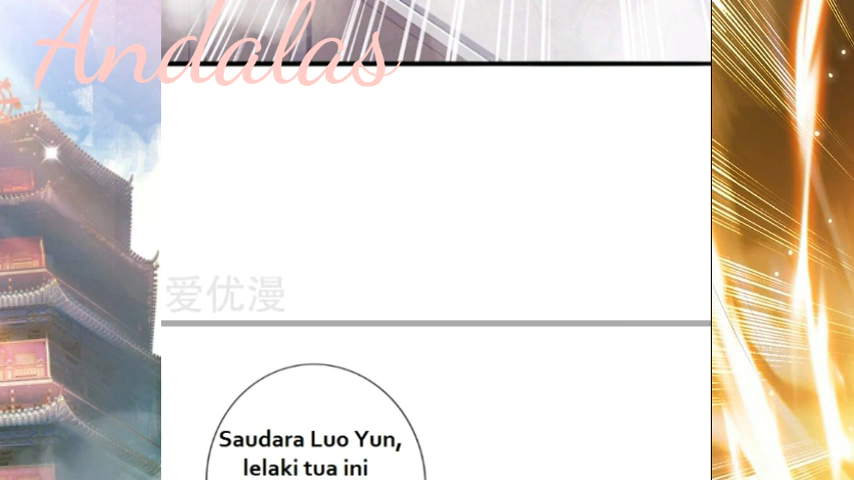 Andalas
爱优漫
Saudara Luo Yun,
lelaki tua ini